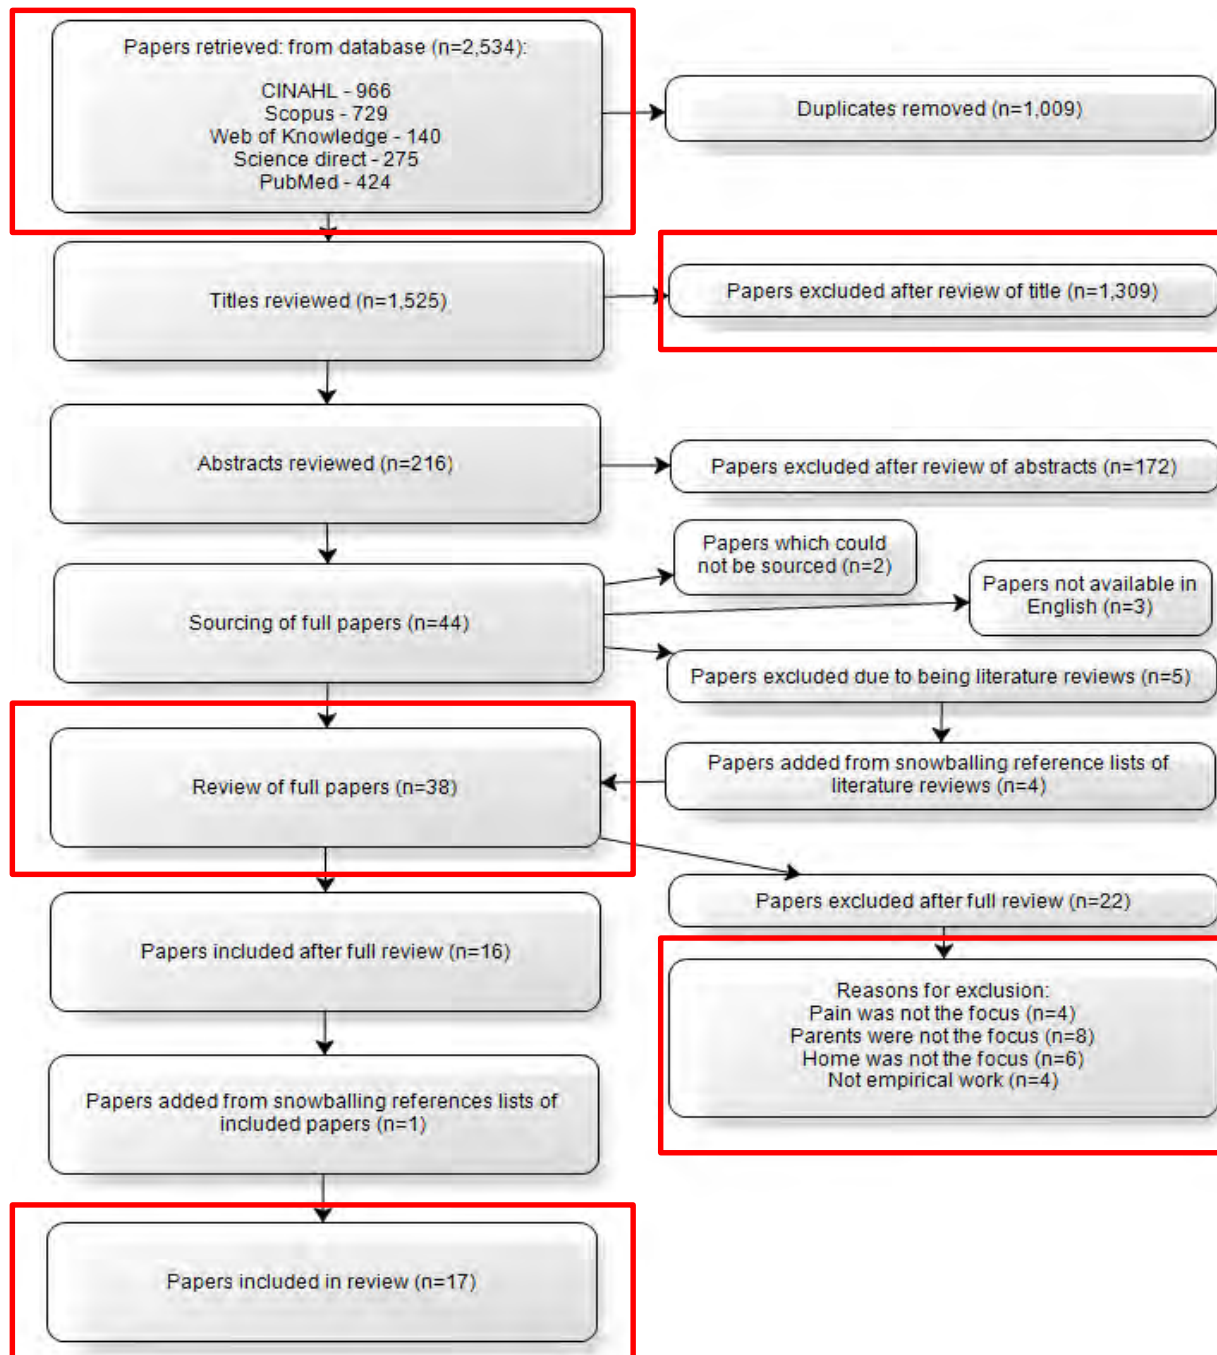 Papers retrieved: from database (n=2,534):
CINAHL - 966
Scopus - 729
Web of Knowledge - 140
Science direct - 275
PubMed - 424
Duplicates removed (n=1,009)
Titles reviewed (n=1,525)
Papers excluded after review of title (n=1,309)
Abstracts reviewed (n=216)
Papers excluded after review of abstracts (n=172)
Papers which could
not be sourced (n=2)
Papers not available in
English (n=3)
Sourcing of full papers (n=44)
Papers excluded due to being literature reviews (n=5)
Papers added from snowballing reference lists of
literature reviews (n=4)
Review of full papers (n=38)
Papers excluded after full review (n=22)
Papers included after full review (n=16)
Reasons for exclusion:
Pain was not the focus (n=4)
Parents were not the focus (n=8)
Home was not the focus (n=6)
Not empirical work (n=4)
Papers added from snowballing references lists of
included papers (n=1)
Papers included in review (n=17)